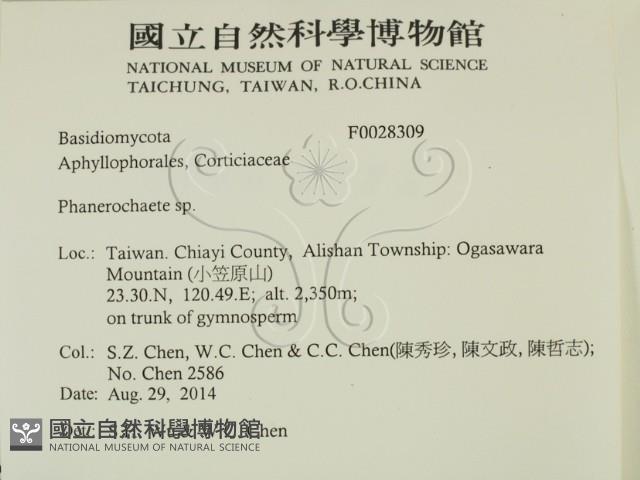 國立自然科學博物館
NATIONAL MUSEUM OF NATURAL SCIENCE
TAICHUNG, TAIWAN, R.O.CHINA
Basidiomycota F0028309
Aphyllophorales, Corticiaceae
Phanerochaete sp.
Loc.: Taiwan. Chiayi County, Alishan Township: Ogasawara
Mountain (小笠原山)
23.30.N, 120.49.E; alt. 2,350m;
on trunk of gymnosperm
Col.: S.Z. Chen, W.C. Chen & C.C. Chen(陳秀珍, 陳文政, 陳哲志);
No. Chen 2586
Date: Aug. 29, 2014
Chen
國立自然科學博物館
NATIONAL MUSEUM OF NATURAL SCIENCE